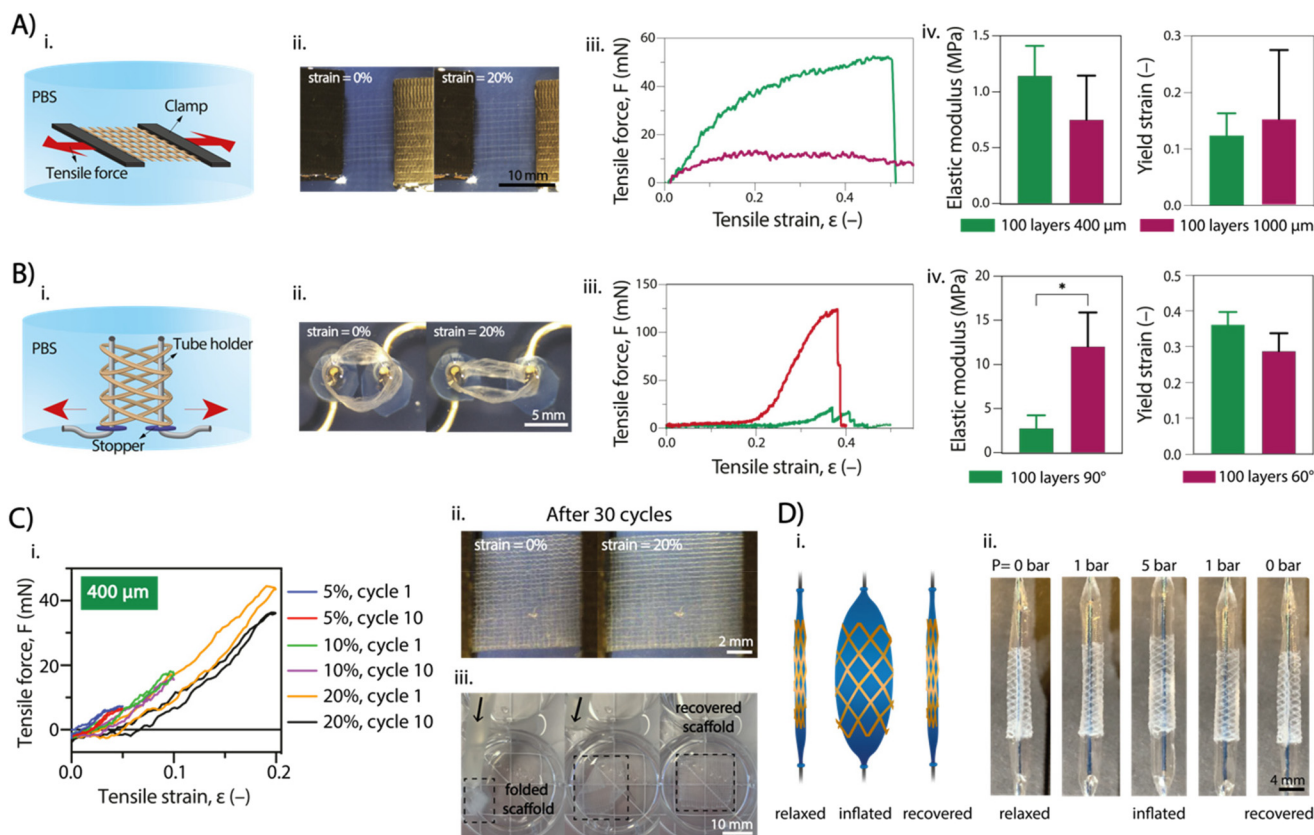 A)
i.
PBS
Clamp
Tensile force
ii.
strain = 0%
strain = 20%
10 mm
iii.
Tensile force, F (mN)
60
40
20
0
0.0
0.2
0.4
Tensile strain, ε (–)
iv.
Elastic modulus (MPa)
1.5
1.0
0.5
0.0
Yield strain (–)
0.3
0.2
0.1
0.0
100 layers 400 μm
100 layers 1000 μm
B)
i.
PBS
Tube holder
Stopper
ii.
strain = 0%
strain = 20%
5 mm
iii.
Tensile force, F (mN)
150
100
50
0
0.0
0.2
0.4
0.6
Tensile strain, ε (–)
iv.
Elastic modulus (MPa)
20
15
10
5
0
*
Yield strain (–)
0.5
0.4
0.3
0.2
0.1
0.0
100 layers 90°
100 layers 60°
C)
i.
400 μm
Tensile force, F (mN)
40
20
0
0.0
0.1
0.2
Tensile strain, ε (–)
5%, cycle 1
5%, cycle 10
10%, cycle 1
10%, cycle 10
20%, cycle 1
20%, cycle 10
ii.
After 30 cycles
strain = 0%
strain = 20%
2 mm
iii.
folded
scaffold
recovered
scaffold
10 mm
D)
i.
relaxed
inflated
recovered
ii.
P= 0 bar
1 bar
5 bar
1 bar
0 bar
4 mm
relaxed
inflated
recovered